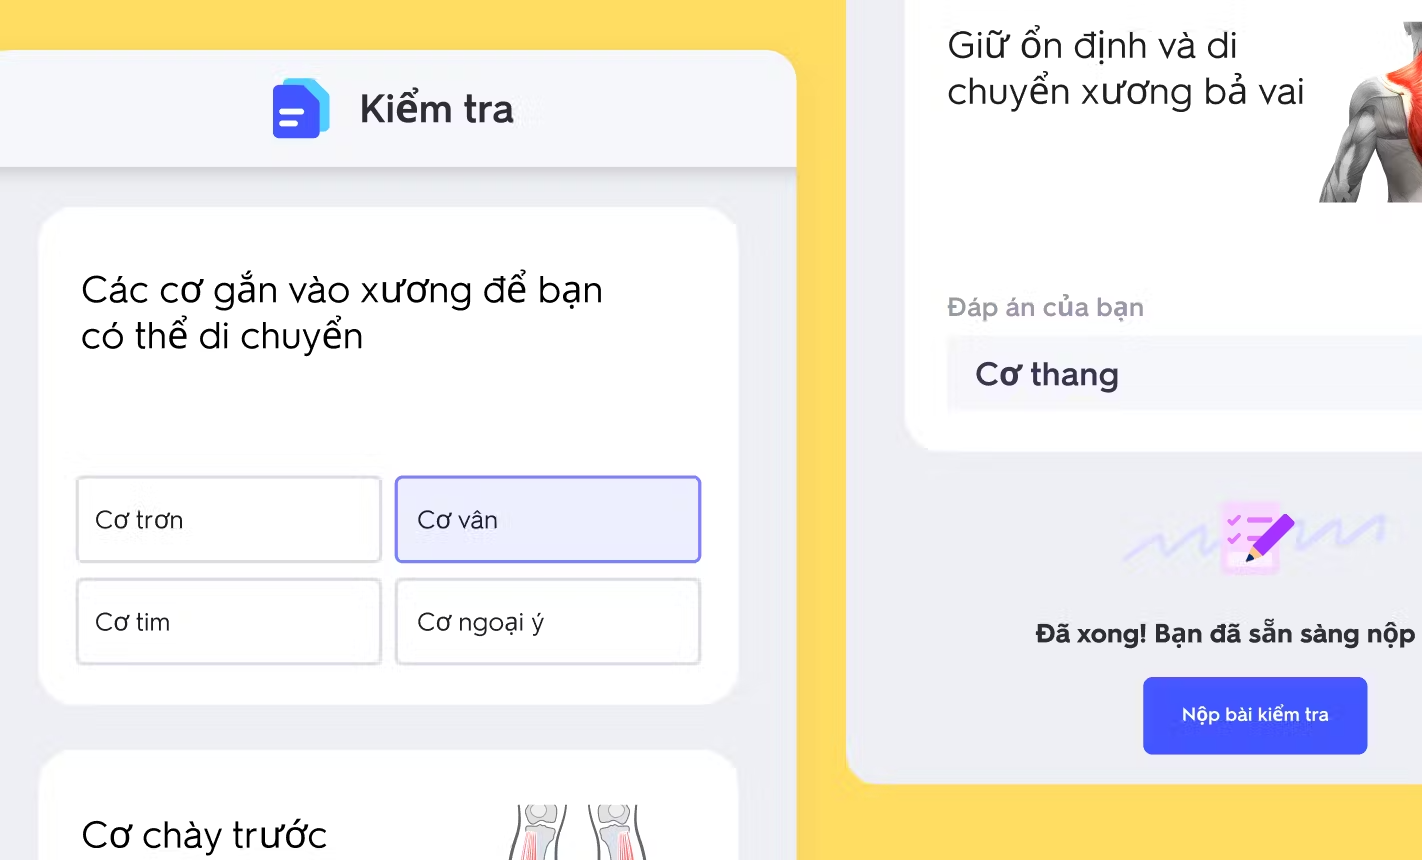 Kiểm tra
Các cơ gắn vào xương để bạn
có thể di chuyển
Cơ trơn
Cơ vân
Cơ tim
Cơ ngoại ý
Cơ chày trước
Giữ ổn định và di
chuyển xương bả vai
Đáp án của bạn
Cơ thang
Đã xong! Bạn đã sẵn sàng nộp
Nộp bài kiểm tra